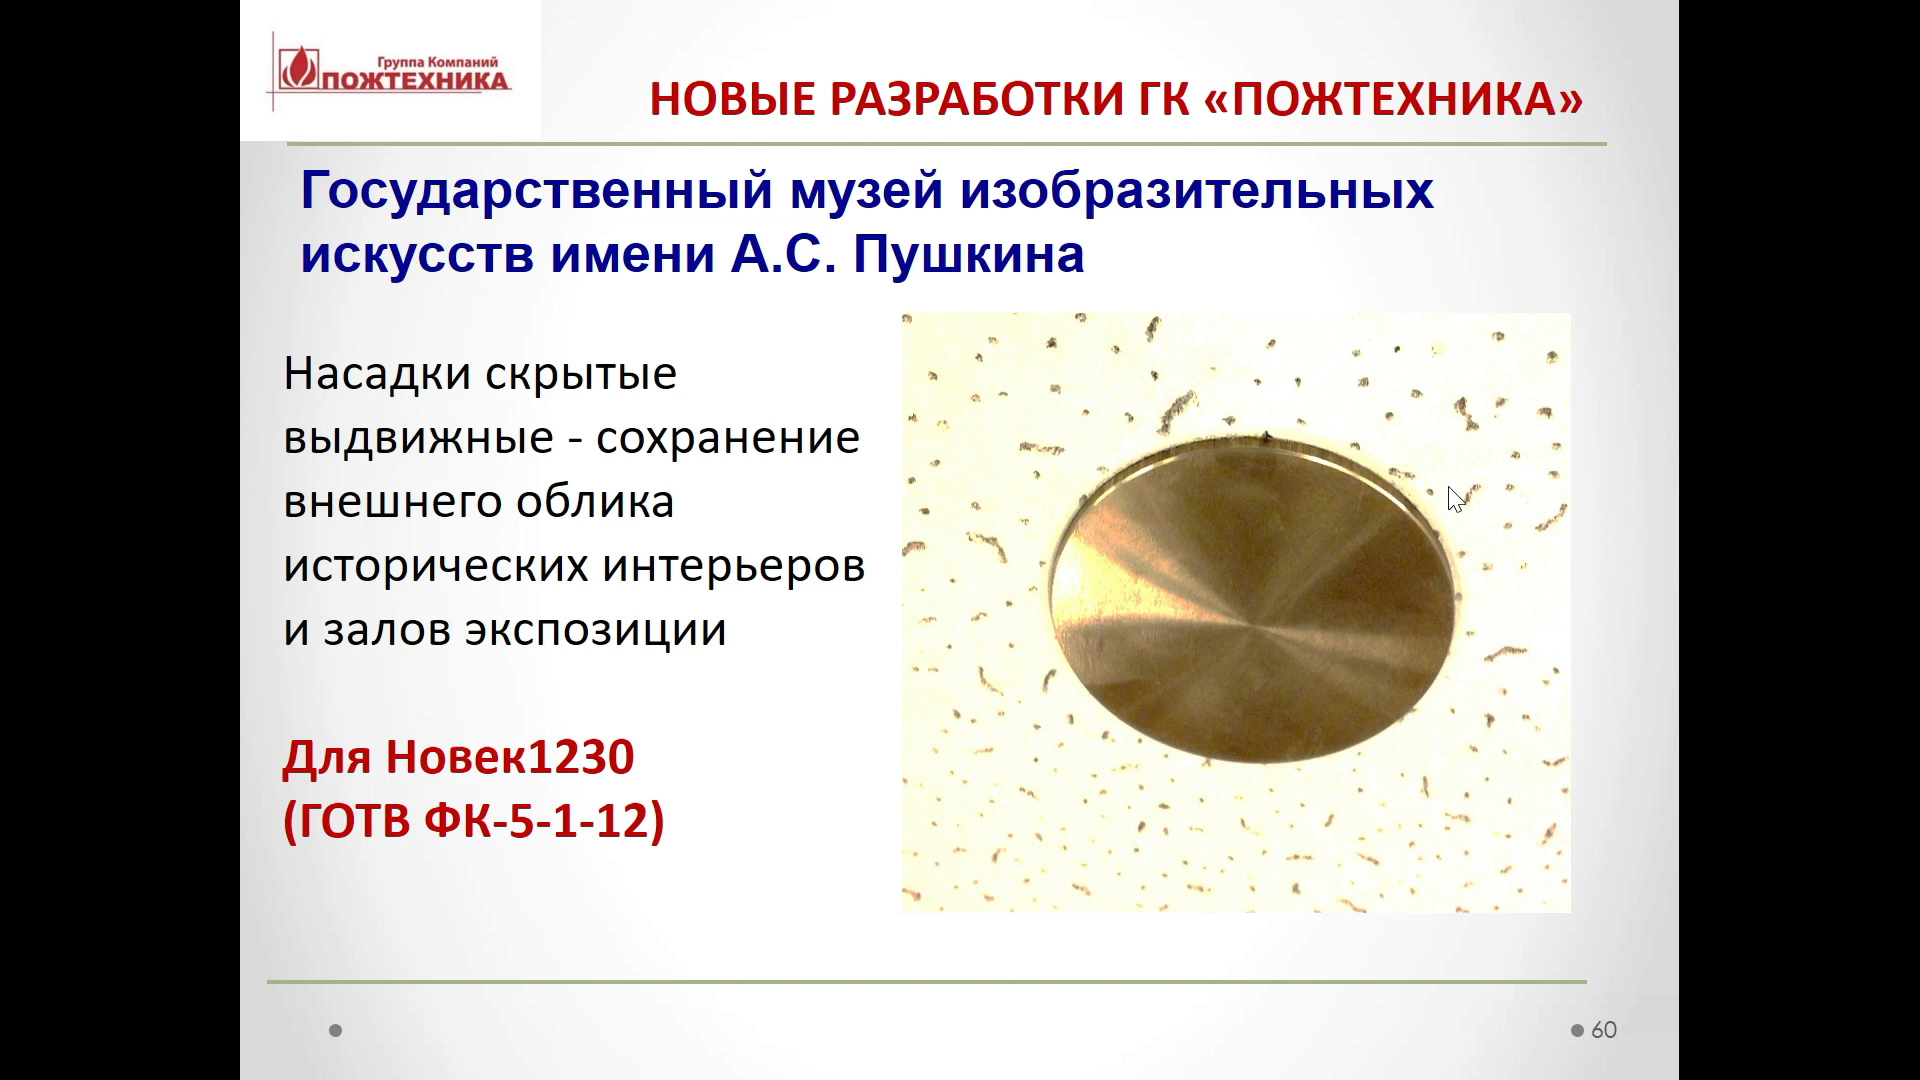 Группа Компаний
ПОЖТЕХНИКА
НОВЫЕ РАЗРАБОТКИ ГК «ПОЖТЕХНИКА»
Государственный музей изобразительных
искусств имени А.С. Пушкина
Насадки скрытые
выдвижные - сохранение
внешнего облика
исторических интерьеров
и залов экспозиции
Для Новек1230
(ГОТВ ФК-5-1-12)
60